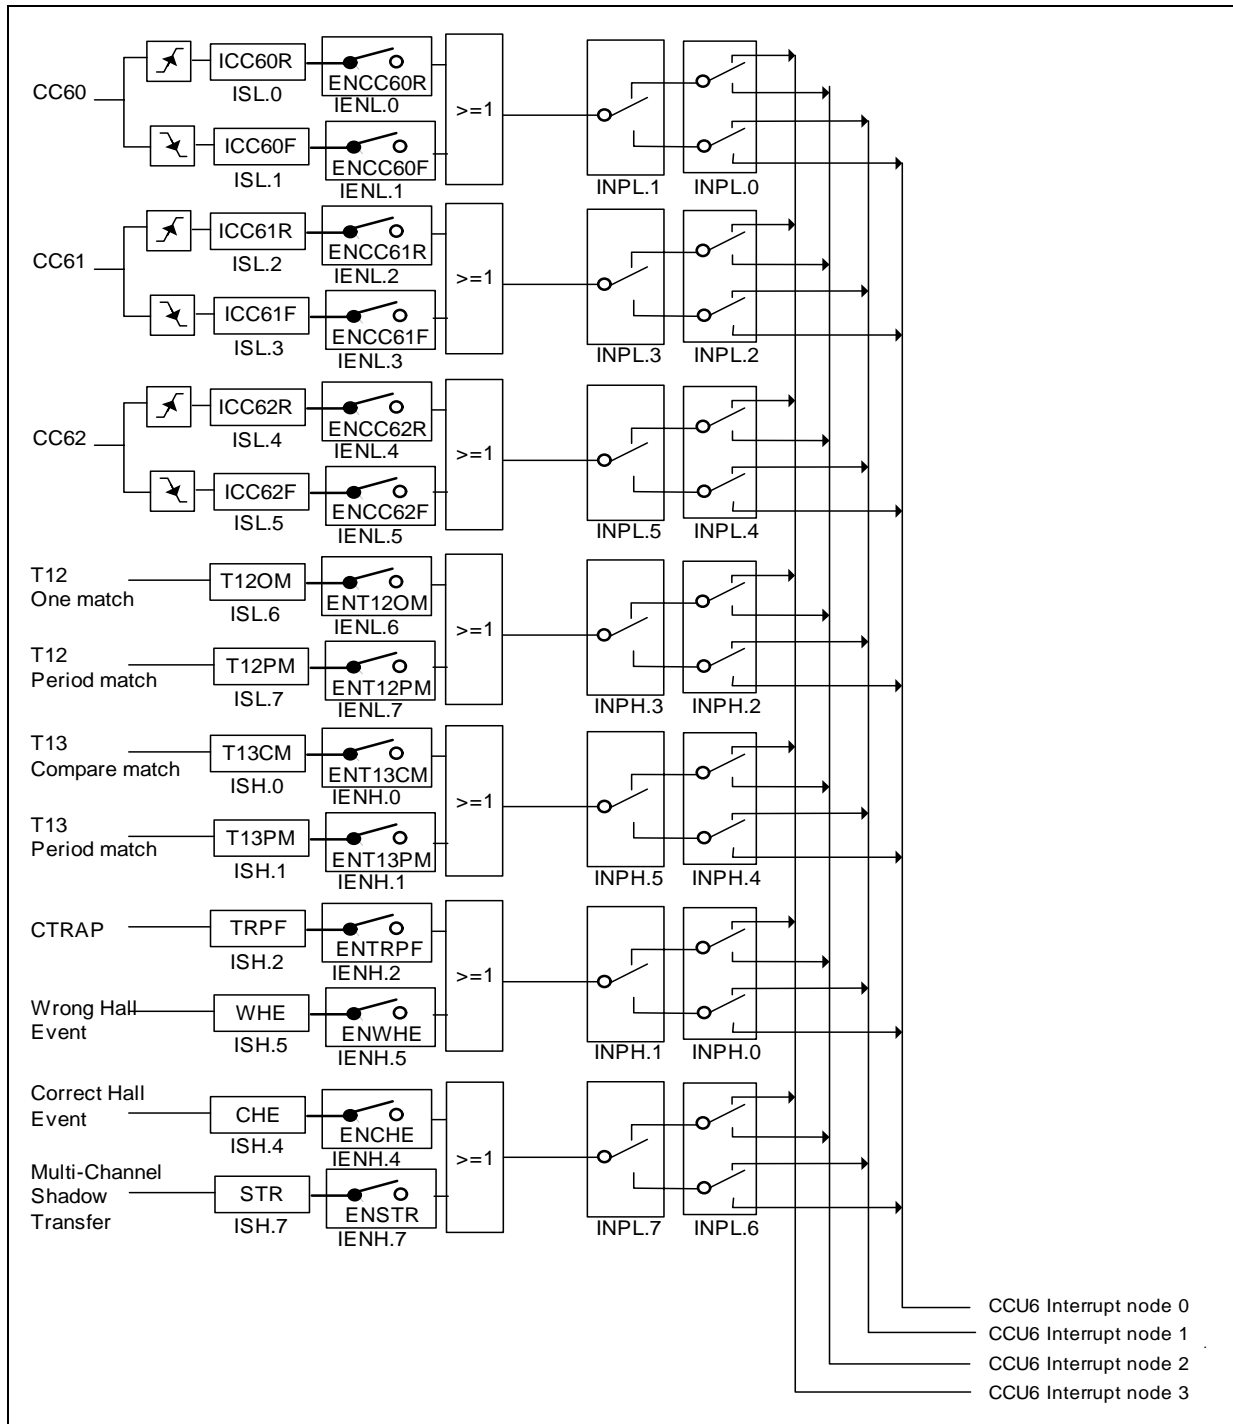 CC60
ICC60R
ISL.0
ENCC60R
IENL.0
ICC60F
ISL.1
ENCC60F
IENL.1
>=1
INPL.1
INPL.0
CC61
ICC61R
ISL.2
ENCC61R
IENL.2
ICC61F
ISL.3
ENCC61F
IENL.3
>=1
INPL.3
INPL.2
CC62
ICC62R
ISL.4
ENCC62R
IENL.4
ICC62F
ISL.5
ENCC62F
IENL.5
>=1
INPL.5
INPL.4
T12
One match
T12OM
ISL.6
ENT12OM
IENL.6
T12
Period match
T12PM
ISL.7
ENT12PM
IENL.7
>=1
INPH.3
INPH.2
T13
Compare match
T13CM
ISH.0
ENT13CM
IENH.0
T13
Period match
T13PM
ISH.1
ENT13PM
IENH.1
>=1
INPH.5
INPH.4
CTRAP
TRPF
ISH.2
ENTRPF
IENH.2
Wrong Hall
Event
WHE
ISH.5
ENWHE
IENH.5
>=1
INPH.1
INPH.0
Correct Hall
Event
CHE
ISH.4
ENCHE
IENH.4
Multi-Channel
Shadow
Transfer
STR
ISH.7
ENSTR
IENH.7
>=1
INPL.7
INPL.6
CCU6 Interrupt node 0
CCU6 Interrupt node 1
CCU6 Interrupt node 2
CCU6 Interrupt node 3